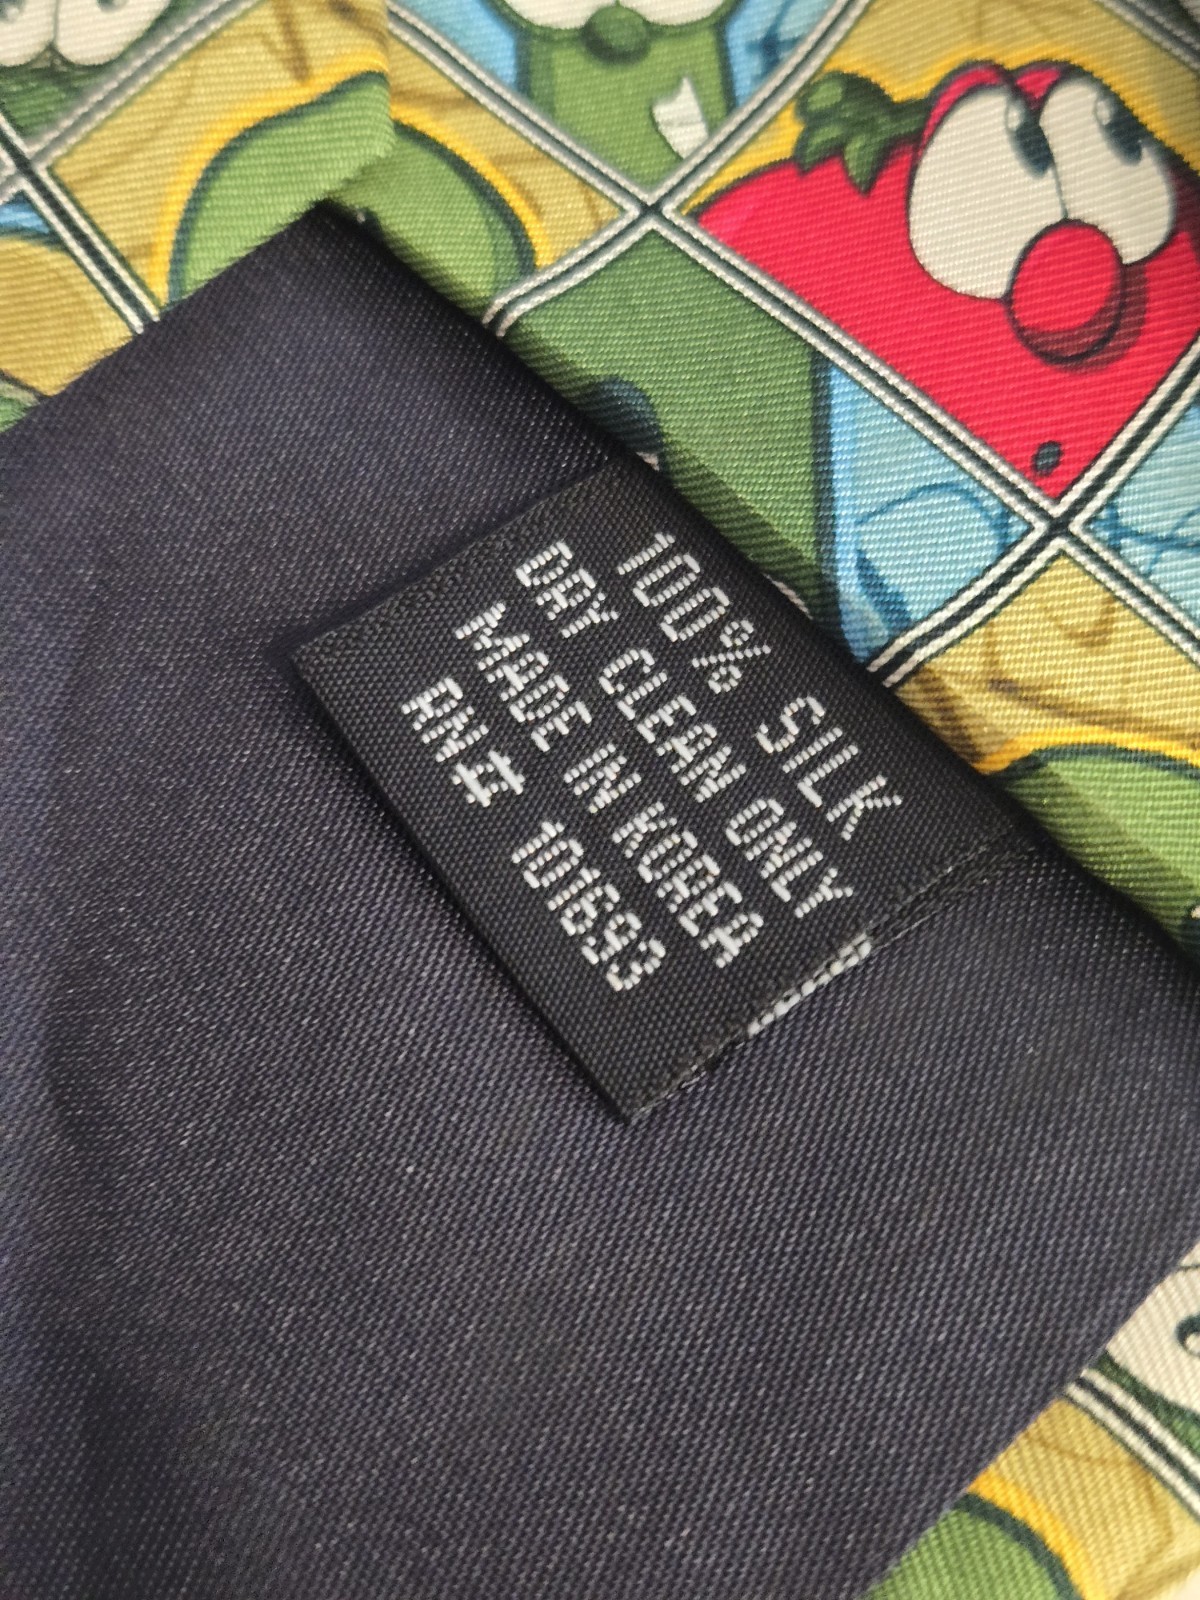 100% SILK
DRY CLEAN ONLY
MADE IN KOREA
RN# 101693